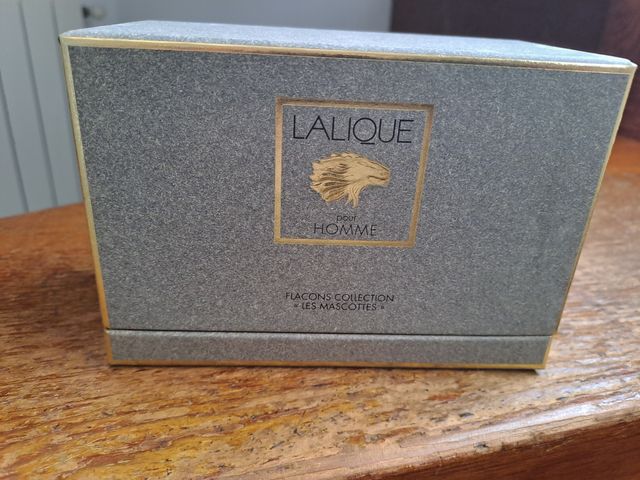 LALIQUE
pour
HOMME
FLACONS COLLECTION
« LES MASCOTTES »